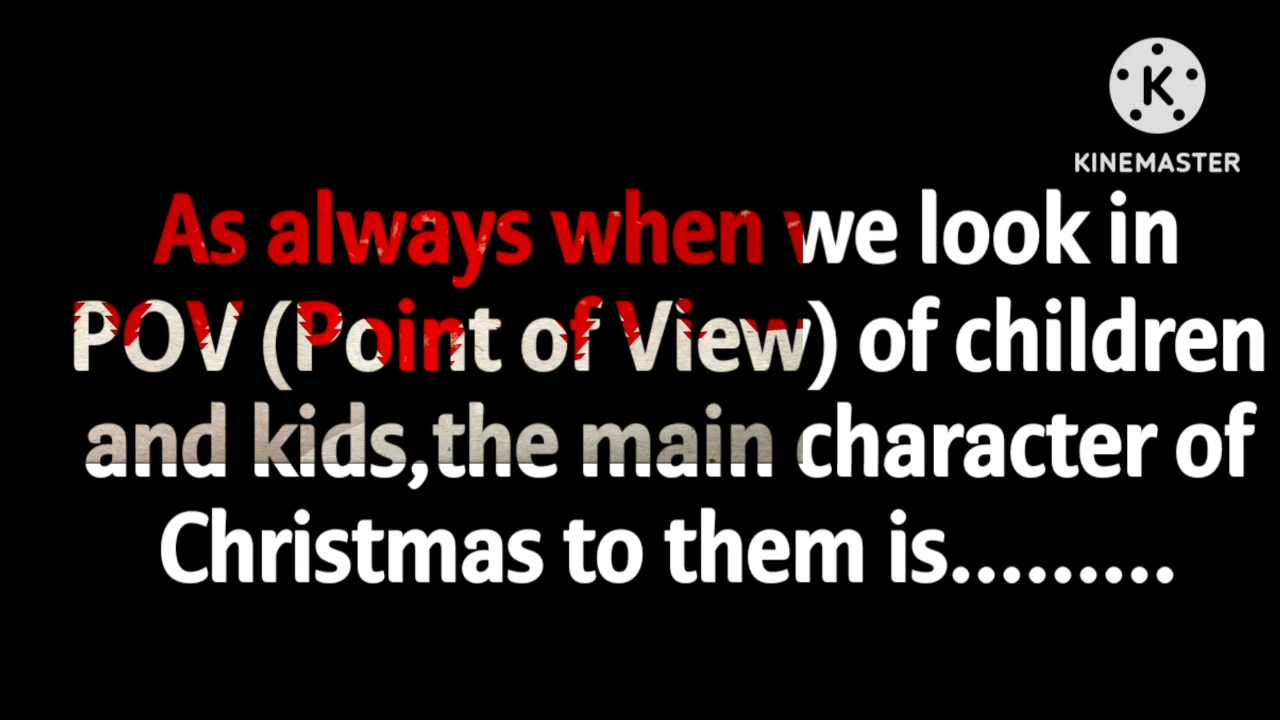 K
KINEMASTER
As always when we look in
POV (Point of View) of children
and kids,the main character of
Christmas to them is.........